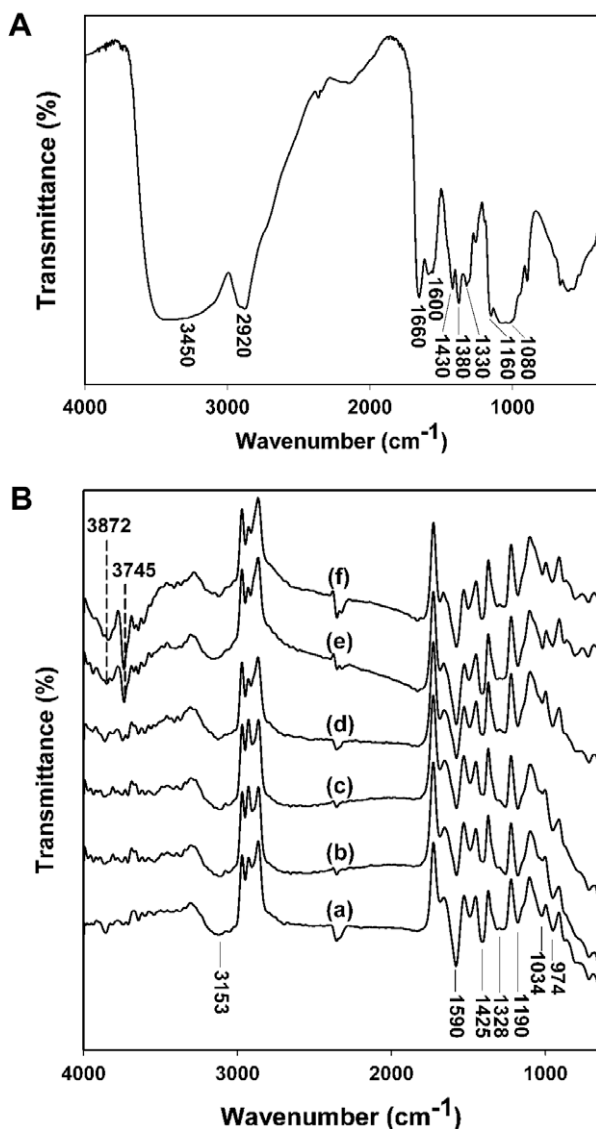 A
Transmittance (%)
3450
2920
1660
1600
1430
1380
1330
1160
1080
4000 3000 2000 1000
Wavenumber (cm-1)
B
3872
3745
(f)
(e)
(d)
(c)
(b)
(a)
Transmittance (%)
3153
1590
1425
1328
1190
1034
974
4000 3000 2000 1000
Wavenumber (cm-1)